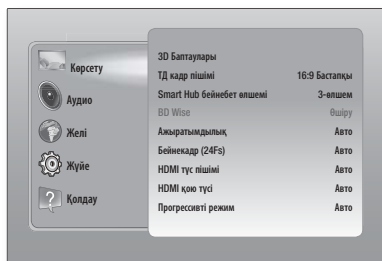 Көрсету
Аудио
Желі
Жүйе
Қолдау
3D Баптаулары
ТД кадр пішімі 16:9 Бастапқы
Smart Hub бейнебет өлшемі 3-өлшем
BD Wise Өшіру
Ажыратымдылық Авто
Бейнекадр (24Fs) Авто
HDMI түс пішімі Авто
HDMI қою түсі Авто
Прогрессивті режим Авто